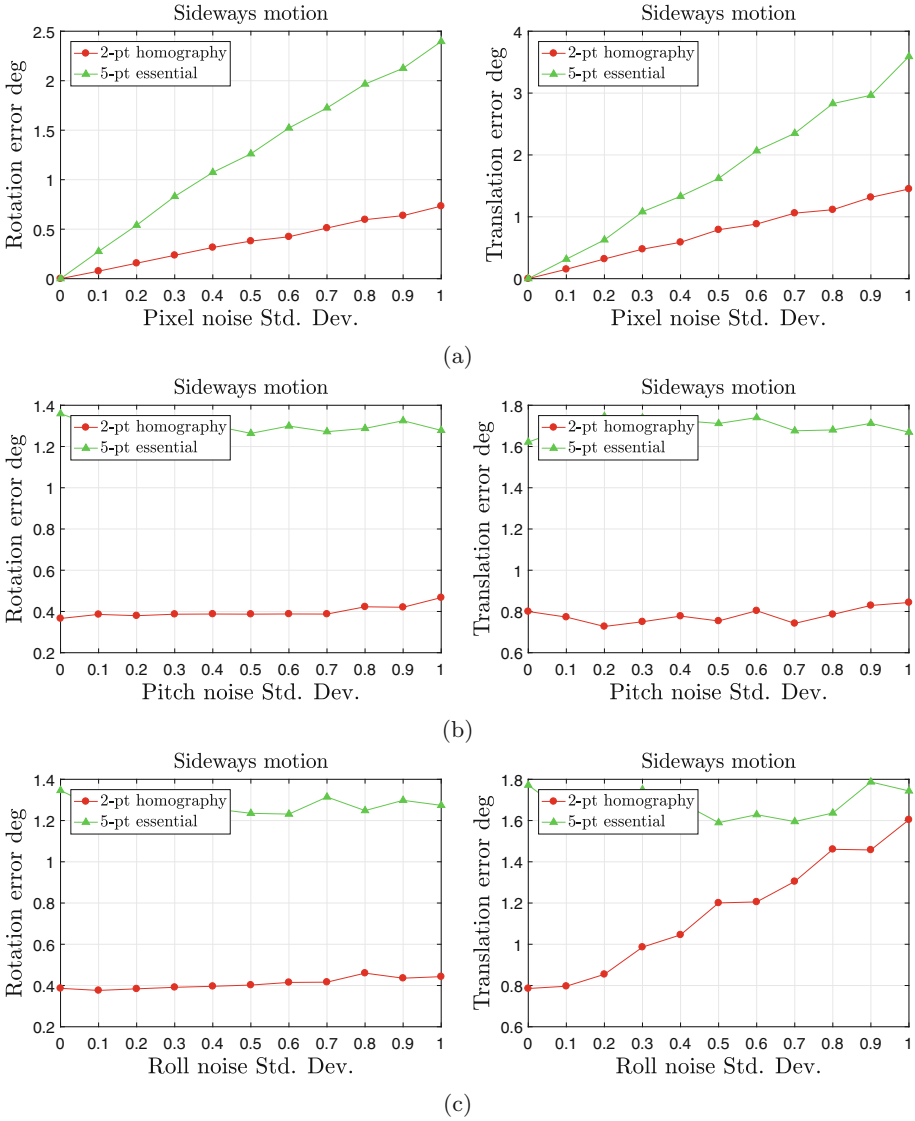 Sideways motion
Rotation error deg
2.5
2
1.5
1
0.5
0
2-pt homography
5-pt essential
0 0.1 0.2 0.3 0.4 0.5 0.6 0.7 0.8 0.9 1
Pixel noise Std. Dev.
Sideways motion
Translation error deg
4
3
2
1
0
2-pt homography
5-pt essential
0 0.1 0.2 0.3 0.4 0.5 0.6 0.7 0.8 0.9 1
Pixel noise Std. Dev.
(a)
Sideways motion
Rotation error deg
1.4
1.2
1
0.8
0.6
0.4
0.2
2-pt homography
5-pt essential
0 0.1 0.2 0.3 0.4 0.5 0.6 0.7 0.8 0.9 1
Pitch noise Std. Dev.
Sideways motion
Translation error deg
1.8
1.6
1.4
1.2
1
0.8
0.6
2-pt homography
5-pt essential
0 0.1 0.2 0.3 0.4 0.5 0.6 0.7 0.8 0.9 1
Pitch noise Std. Dev.
(b)
Sideways motion
Rotation error deg
1.4
1.2
1
0.8
0.6
0.4
0.2
2-pt homography
5-pt essential
0 0.1 0.2 0.3 0.4 0.5 0.6 0.7 0.8 0.9 1
Roll noise Std. Dev.
Sideways motion
Translation error deg
1.8
1.6
1.4
1.2
1
0.8
0.6
2-pt homography
5-pt essential
0 0.1 0.2 0.3 0.4 0.5 0.6 0.7 0.8 0.9 1
Roll noise Std. Dev.
(c)